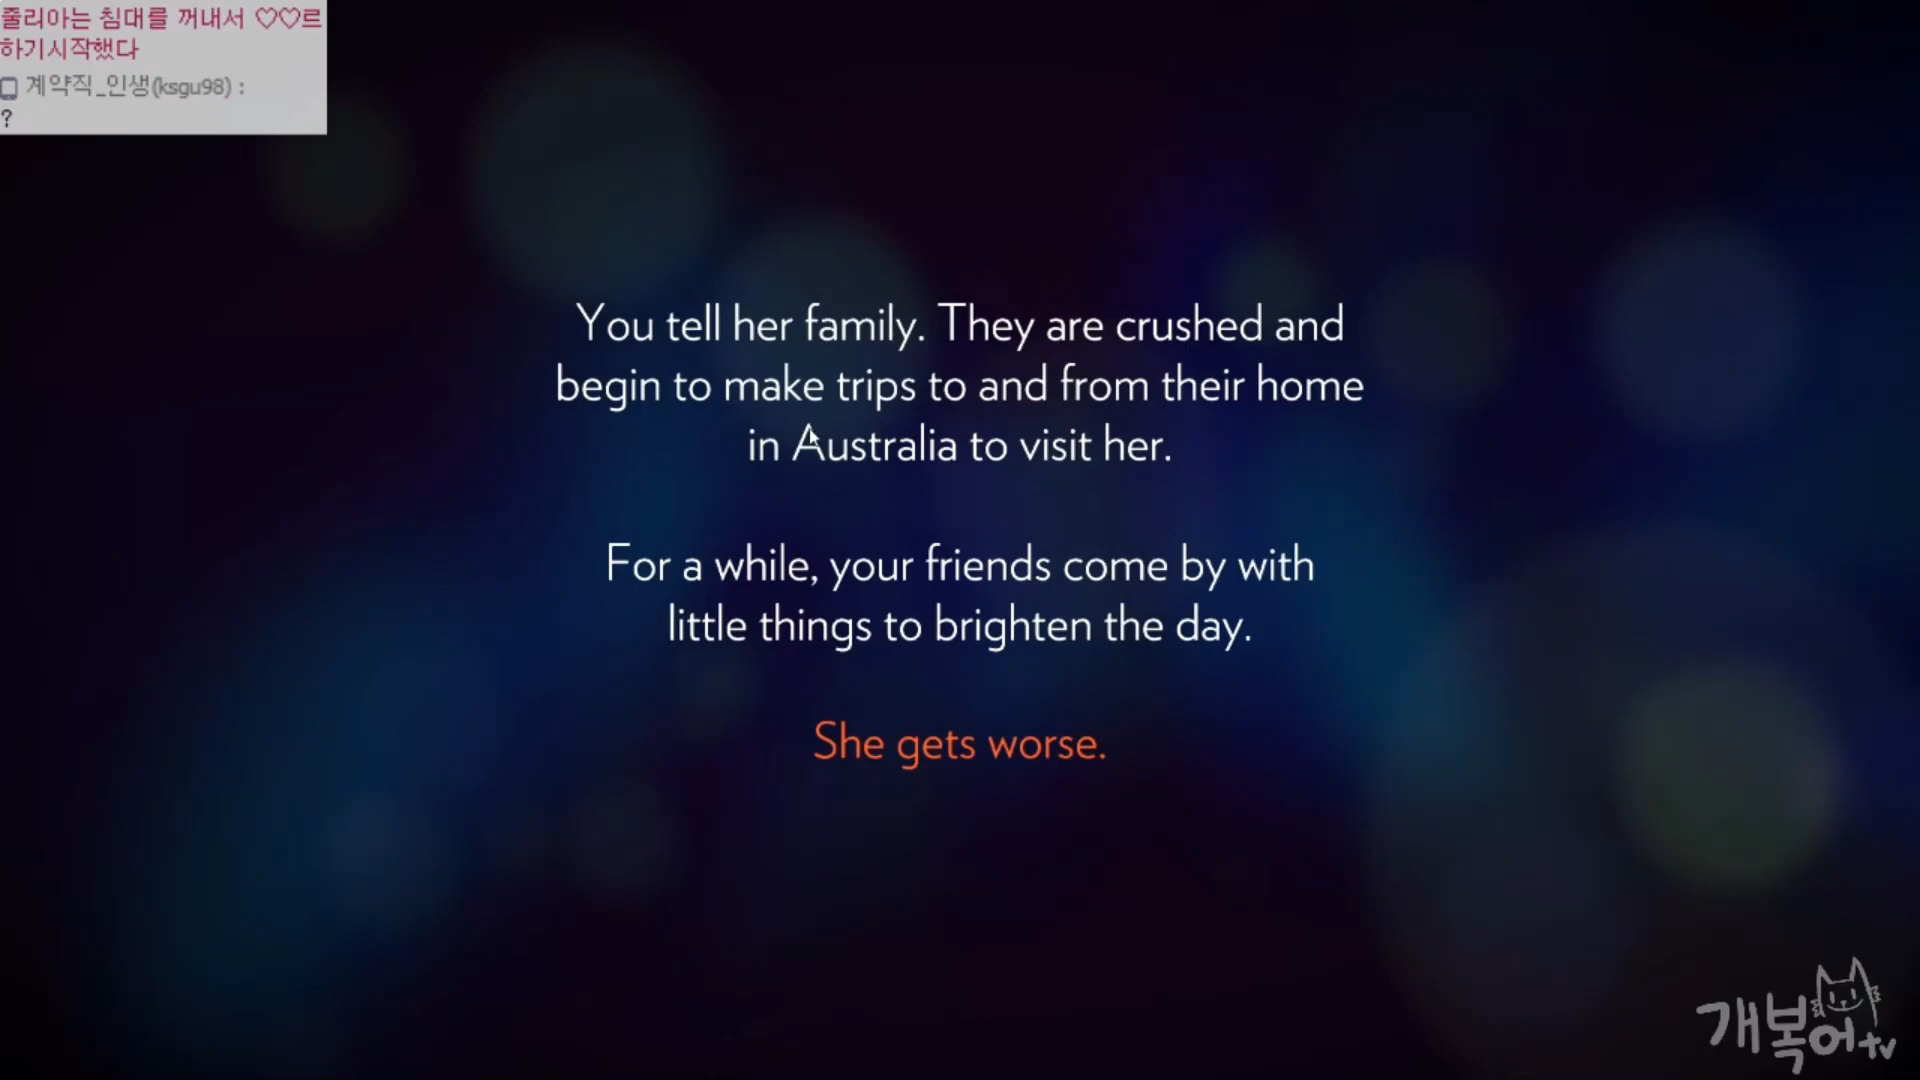 줄리아는 침대를 꺼내서 ♡♡르
하기시작했다
계약직_인생(ksgu98) :
?
You tell her family. They are crushed and
begin to make trips to and from their home
in Australia to visit her.
For a while, your friends come by with
little things to brighten the day.
She gets worse.
개복어tv